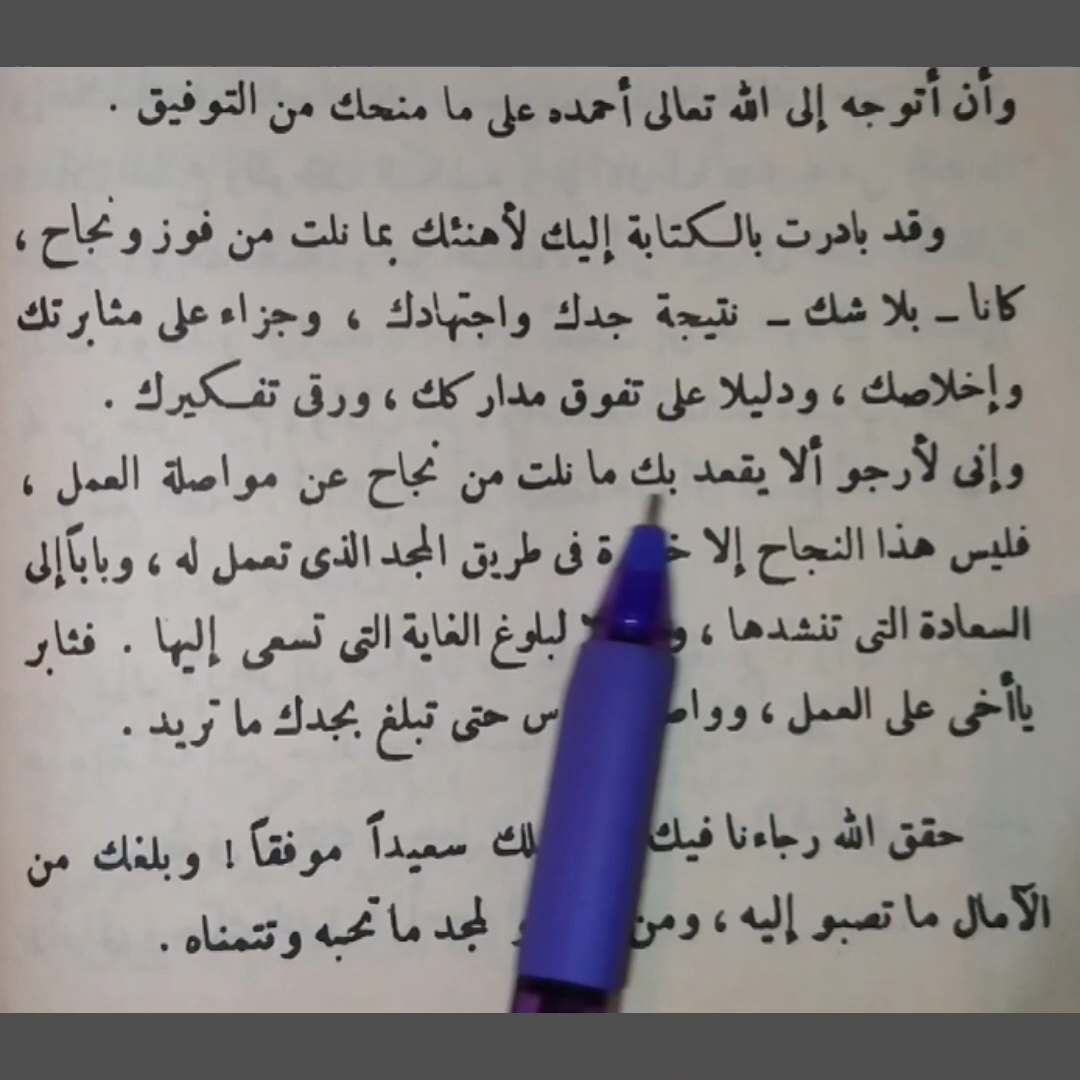 وأن أتوجه إلى الله تعالى أحمده على ما منحك من التوفيق .
وقد بادرت بالكتابة إليك لأهنئك بما نلت من فوز ونجاح ،
كانا ـ بلا شك ـ نتيجة جدك واجتهادك ، وجزاء على مثابرتك
وإخلاصك ، ودليلا على تفوق مداركك ، ورقى تفكيرك .
وإنى لأرجو ألا يقعد بك ما نلت من نجاح عن مواصلة العمل ،
فليس هذا النجاح إلا فى طريق المجد الذى تعمل له ، وباباً إلى
السعادة التى تنشدها ، لبلوغ الغاية التى تسعى إليها . فثابر
يا أخى على العمل ، حتى تبلغ بجدك ما تريد .
حقق الله رجاءنا فيك سعيداً موفقاً ! وبلغك من
الآمال ما تصبو إليه ، ومن ما تحبه وتتمناه .